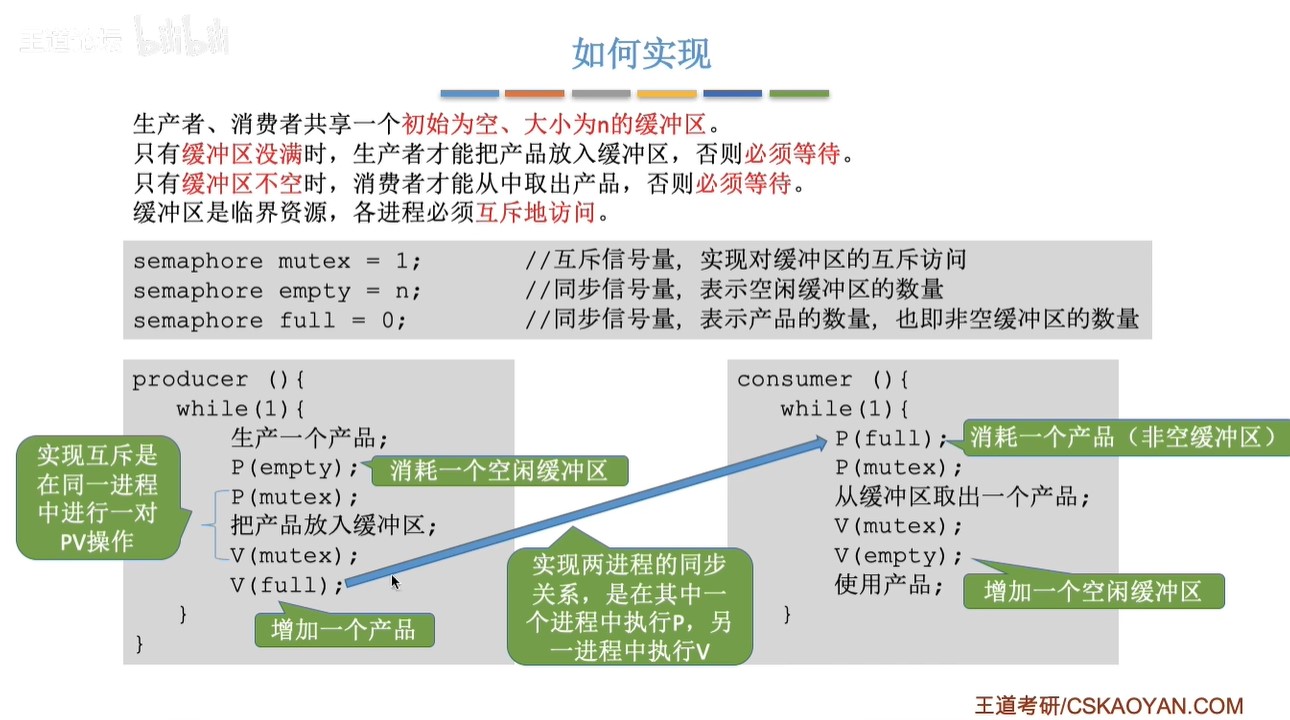 王道论坛 bilibili
如何实现
生产者、消费者共享一个初始为空、大小为n的缓冲区。
只有缓冲区没满时，生产者才能把产品放入缓冲区，否则必须等待。
只有缓冲区不空时，消费者才能从中取出产品，否则必须等待。
缓冲区是临界资源，各进程必须互斥地访问。
semaphore mutex = 1; //互斥信号量, 实现对缓冲区的互斥访问
semaphore empty = n; //同步信号量, 表示空闲缓冲区的数量
semaphore full = 0; //同步信号量, 表示产品的数量, 也即非空缓冲区的数量
producer (){
while(1){
生产一个产品;
P(empty);
消耗一个空闲缓冲区
P(mutex);
把产品放入缓冲区;
V(mutex);
V(full);
增加一个产品
}
}
实现互斥是
在同一进程
中进行一对
PV操作
实现两进程的同步
关系，是在其中一
个进程中执行P，另
一进程中执行V
consumer (){
while(1){
P(full);
消耗一个产品（非空缓冲区）
P(mutex);
从缓冲区取出一个产品;
V(mutex);
V(empty);
增加一个空闲缓冲区
使用产品;
}
王道考研/CSKAOYAN.COM